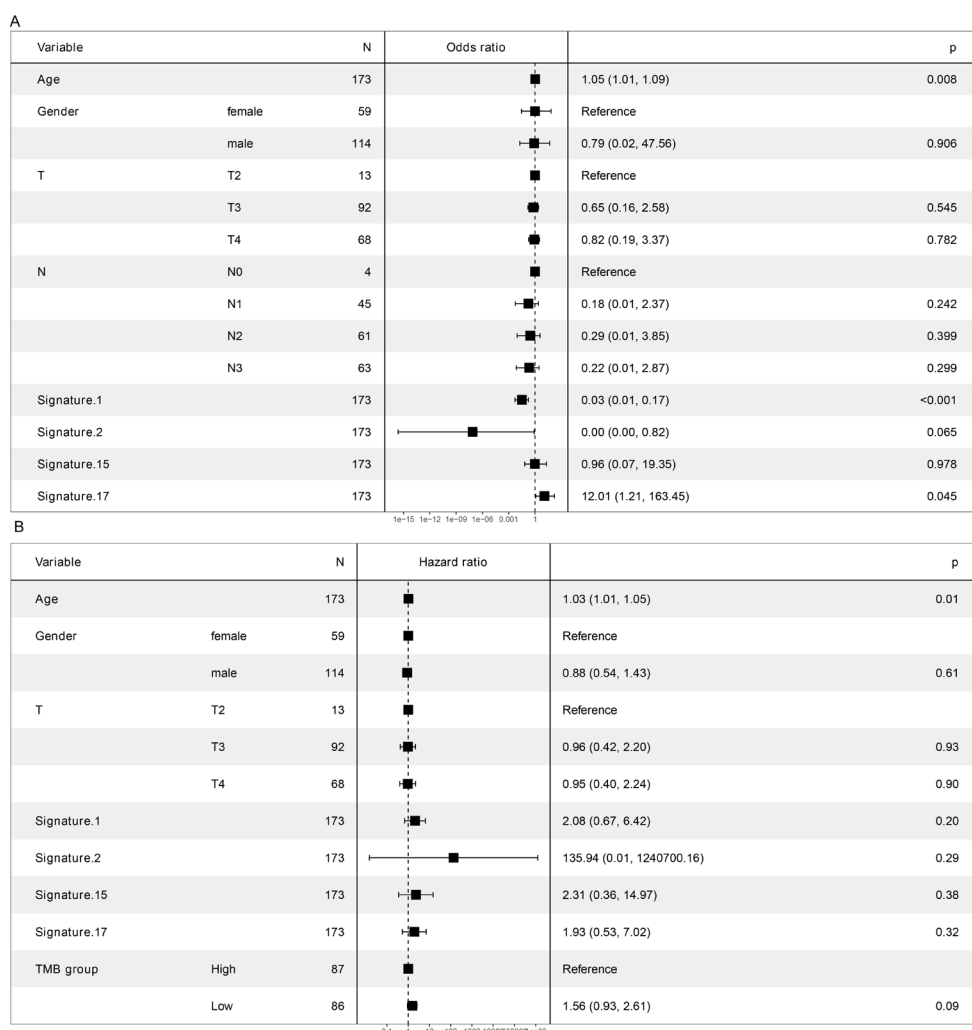 A
Variable N Odds ratio p
Age 173 1.05 (1.01, 1.09) 0.008
Gender female 59 Reference
male 114 0.79 (0.02, 47.56) 0.906
T T2 13 Reference
T3 92 0.65 (0.16, 2.58) 0.545
T4 68 0.82 (0.19, 3.37) 0.782
N N0 4 Reference
N1 45 0.18 (0.01, 2.37) 0.242
N2 61 0.29 (0.01, 3.85) 0.399
N3 63 0.22 (0.01, 2.87) 0.299
Signature.1 173 0.03 (0.01, 0.17) <0.001
Signature.2 173 0.00 (0.00, 0.82) 0.065
Signature.15 173 0.96 (0.07, 19.35) 0.978
Signature.17 173 12.01 (1.21, 163.45) 0.045
1e−15 1e−12 1e−09 1e−06 0.001 1
B
Variable N Hazard ratio p
Age 173 1.03 (1.01, 1.05) 0.01
Gender female 59 Reference
male 114 0.88 (0.54, 1.43) 0.61
T T2 13 Reference
T3 92 0.96 (0.42, 2.20) 0.93
T4 68 0.95 (0.40, 2.24) 0.90
Signature.1 173 2.08 (0.67, 6.42) 0.20
Signature.2 173 135.94 (0.01, 1240700.16) 0.29
Signature.15 173 2.31 (0.36, 14.97) 0.38
Signature.17 173 1.93 (0.53, 7.02) 0.32
TMB group High 87 Reference
Low 86 1.56 (0.93, 2.61) 0.09